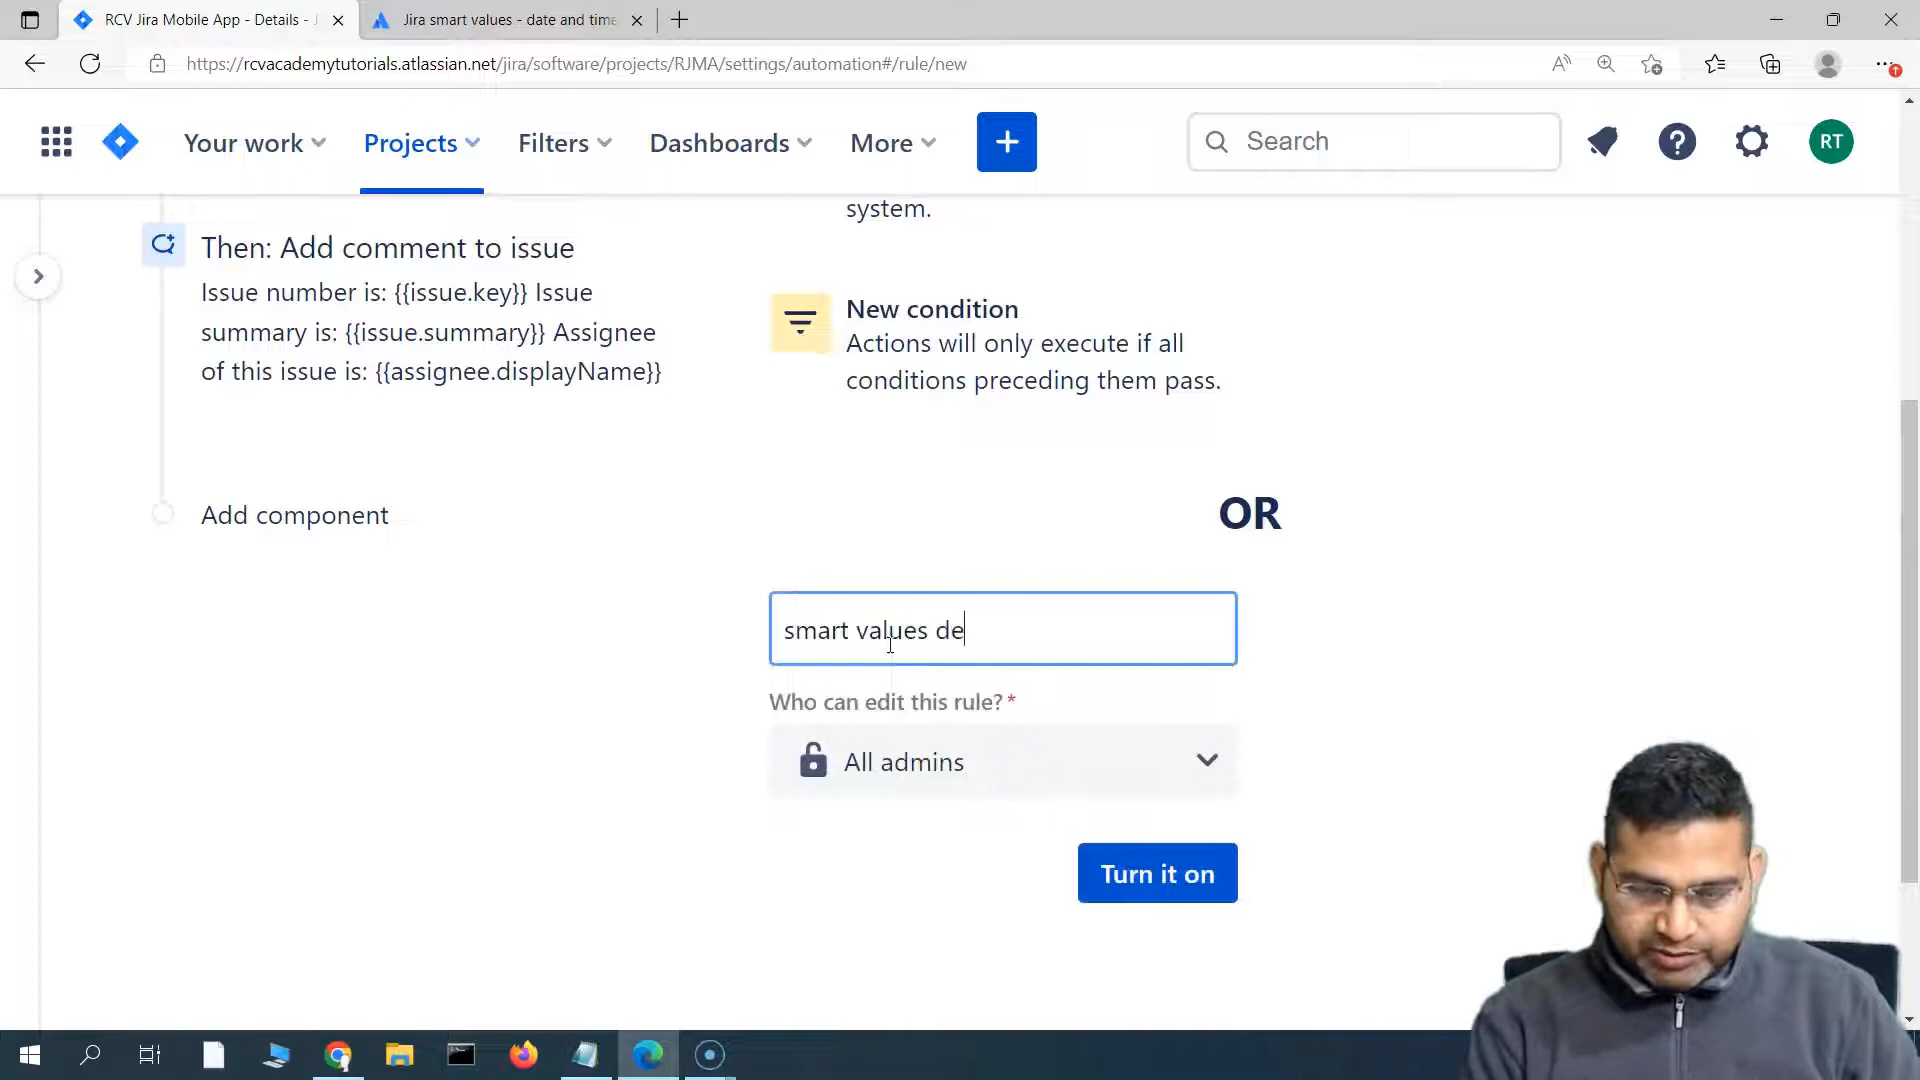 RCV Jira Mobile App - Details - J
Jira smart values - date and time
https://rcvacademytutorials.atlassian.net/jira/software/projects/RJMA/settings/automation#/rule/new
Your work
Projects
Filters
Dashboards
More
Search
RT
system.
Then: Add comment to issue
Issue number is: {{issue.key}} Issue
summary is: {{issue.summary}} Assignee
of this issue is: {{assignee.displayName}}
New condition
Actions will only execute if all
conditions preceding them pass.
Add component
OR
smart values de
Who can edit this rule? *
All admins
Turn it on